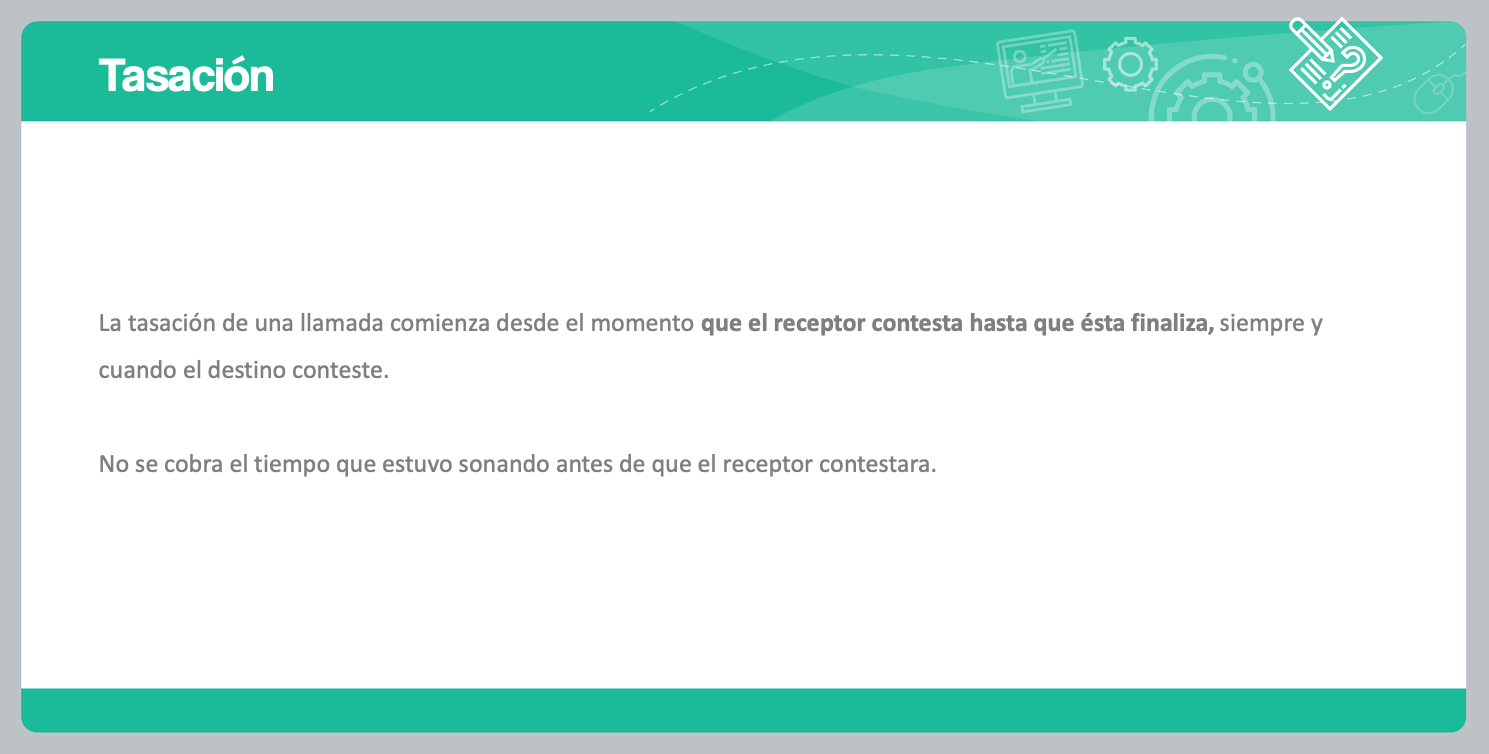 Tasación
La tasación de una llamada comienza desde el momento que el receptor contesta hasta que ésta finaliza, siempre y
cuando el destino conteste.
No se cobra el tiempo que estuvo sonando antes de que el receptor contestara.